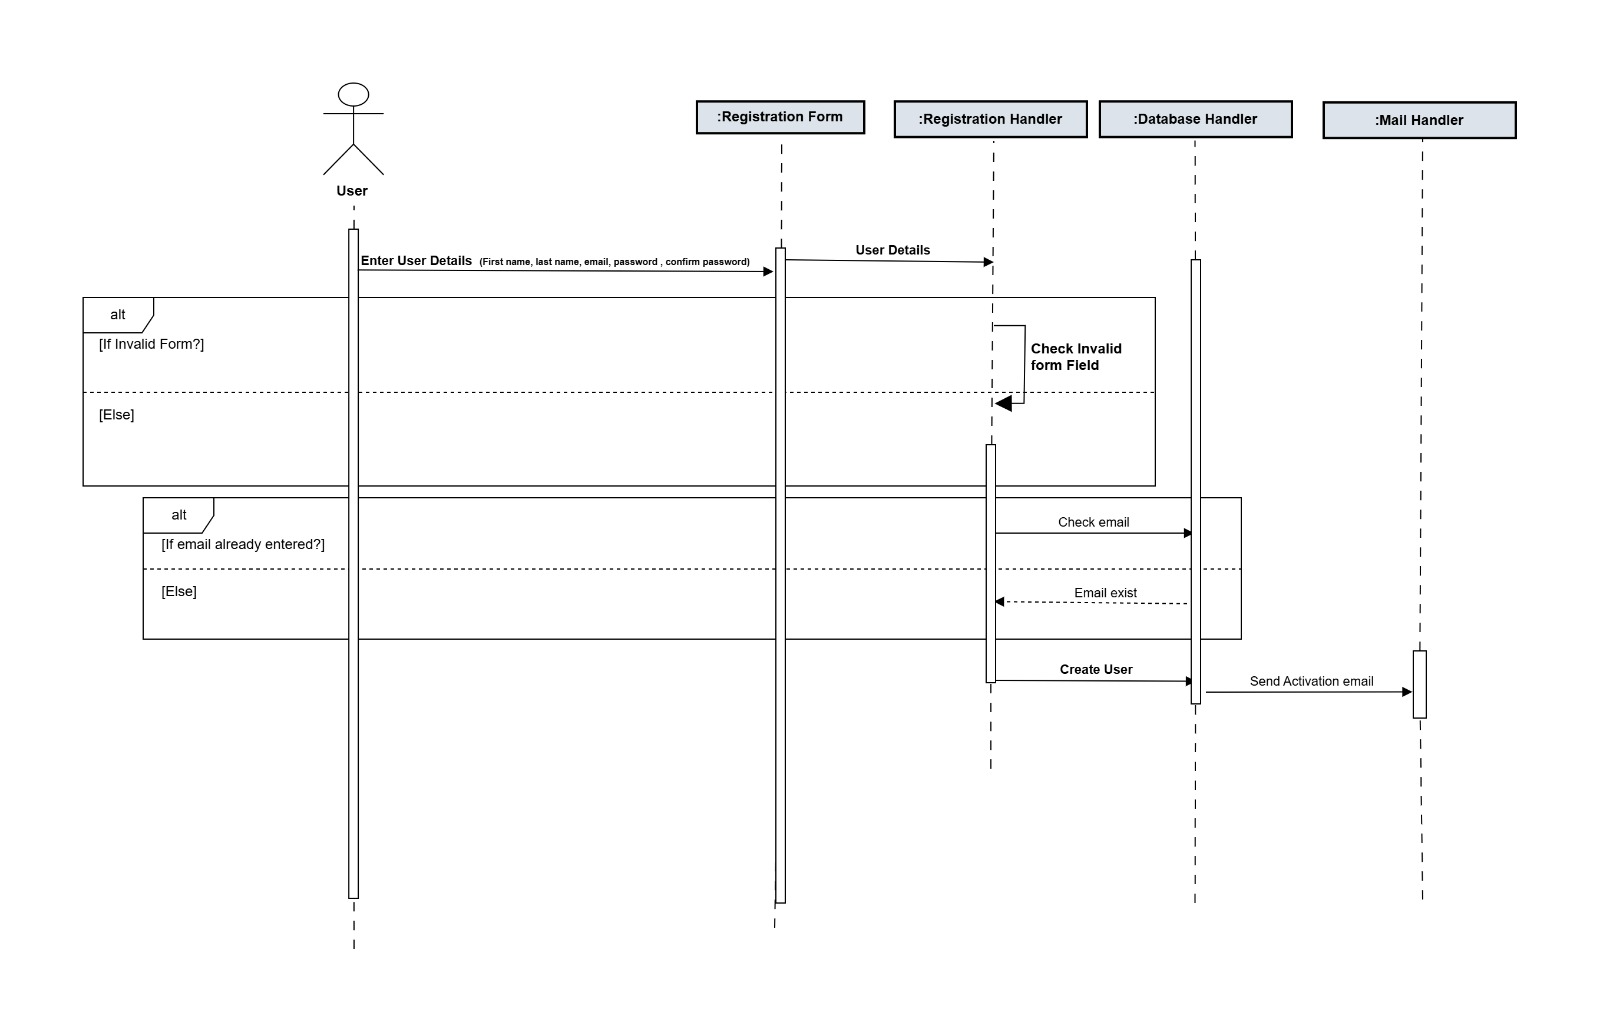 :Registration Form
:Registration Handler
:Database Handler
:Mail Handler
User
Enter User Details (First name, last name, email, password , confirm password)
User Details
alt
[If Invalid Form?]
Check Invalid
form Field
[Else]
alt
Check email
[If email already entered?]
[Else]
Email exist
Create User
Send Activation email